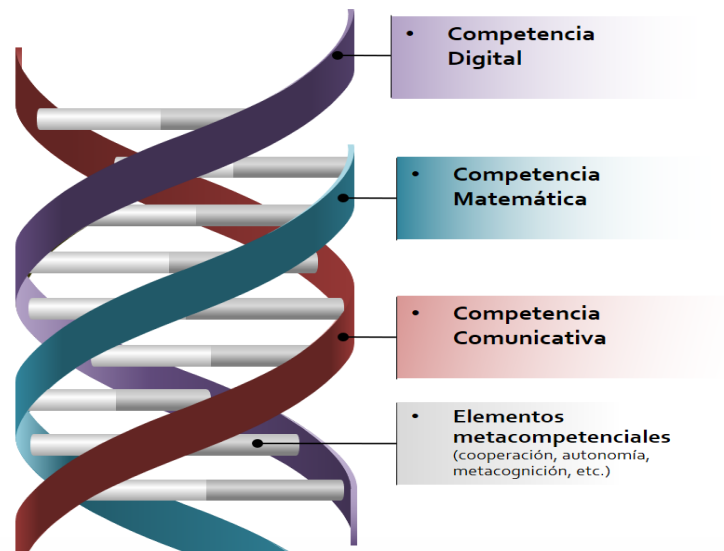 • Competencia
Digital
• Competencia
Matemática
• Competencia
Comunicativa
• Elementos
metacompetenciales
(cooperación, autonomía,
metacognición, etc.)